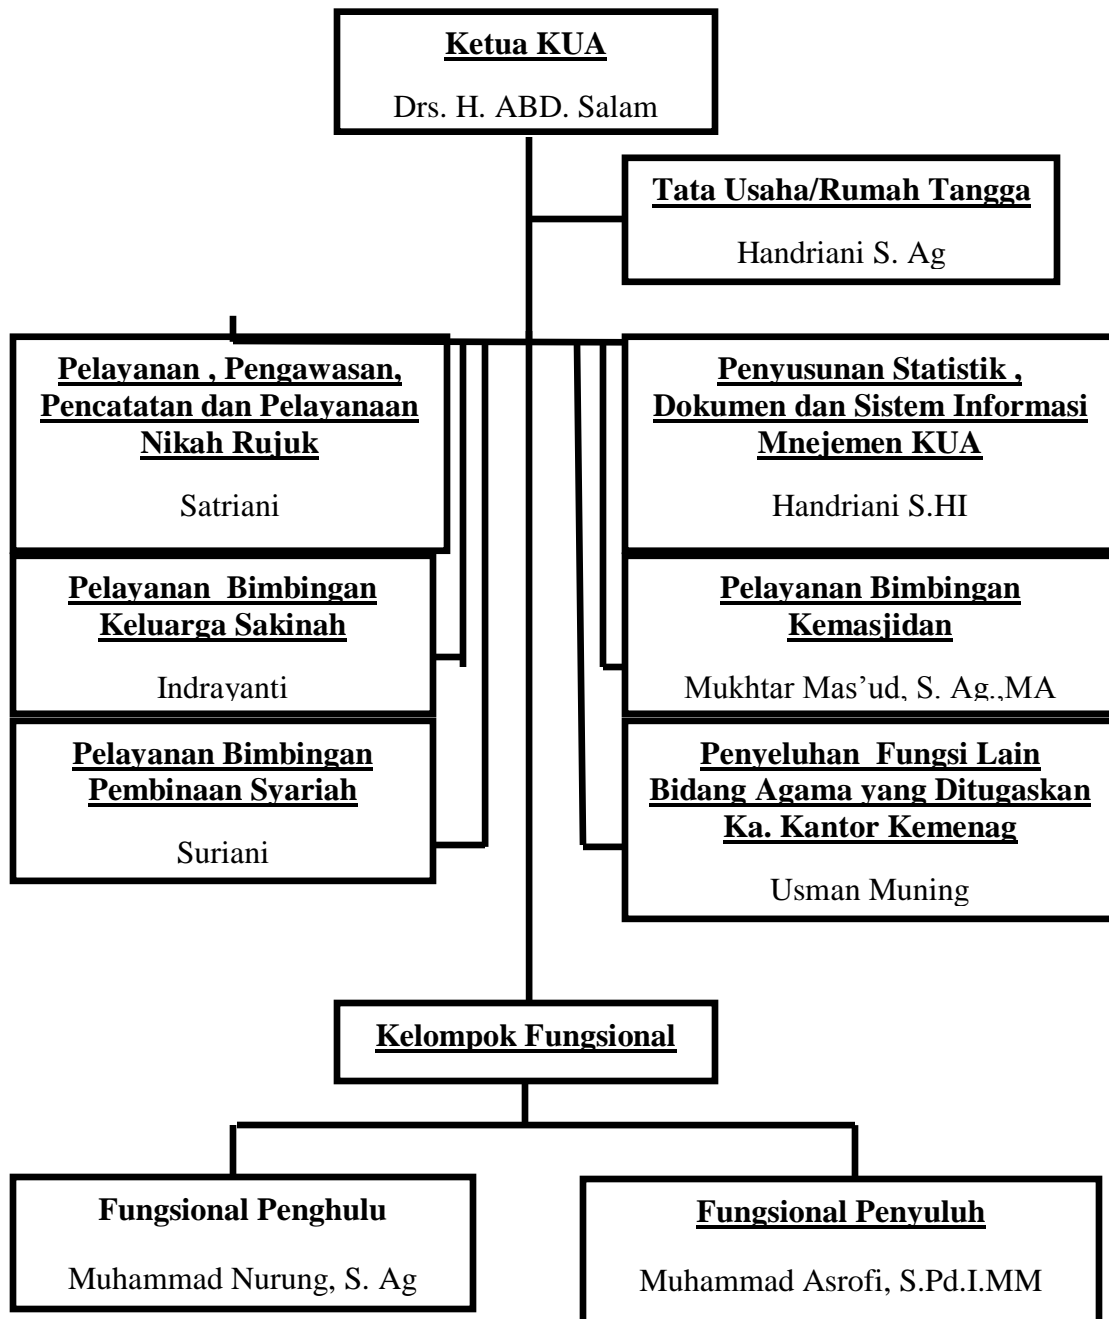 Ketua KUA
Drs. H. ABD. Salam
Tata Usaha/Rumah Tangga
Handriani S. Ag
Pelayanan , Pengawasan,
Pencatatan dan Pelayanaan
Nikah Rujuk
Satriani
Penyusunan Statistik ,
Dokumen dan Sistem Informasi
Mnejemen KUA
Handriani S.HI
Pelayanan Bimbingan
Keluarga Sakinah
Indrayanti
Pelayanan Bimbingan
Kemasjidan
Mukhtar Mas’ud, S. Ag.,MA
Pelayanan Bimbingan
Pembinaan Syariah
Suriani
Penyeluhan Fungsi Lain
Bidang Agama yang Ditugaskan
Ka. Kantor Kemenag
Usman Muning
Kelompok Fungsional
Fungsional Penghulu
Muhammad Nurung, S. Ag
Fungsional Penyuluh
Muhammad Asrofi, S.Pd.I.MM